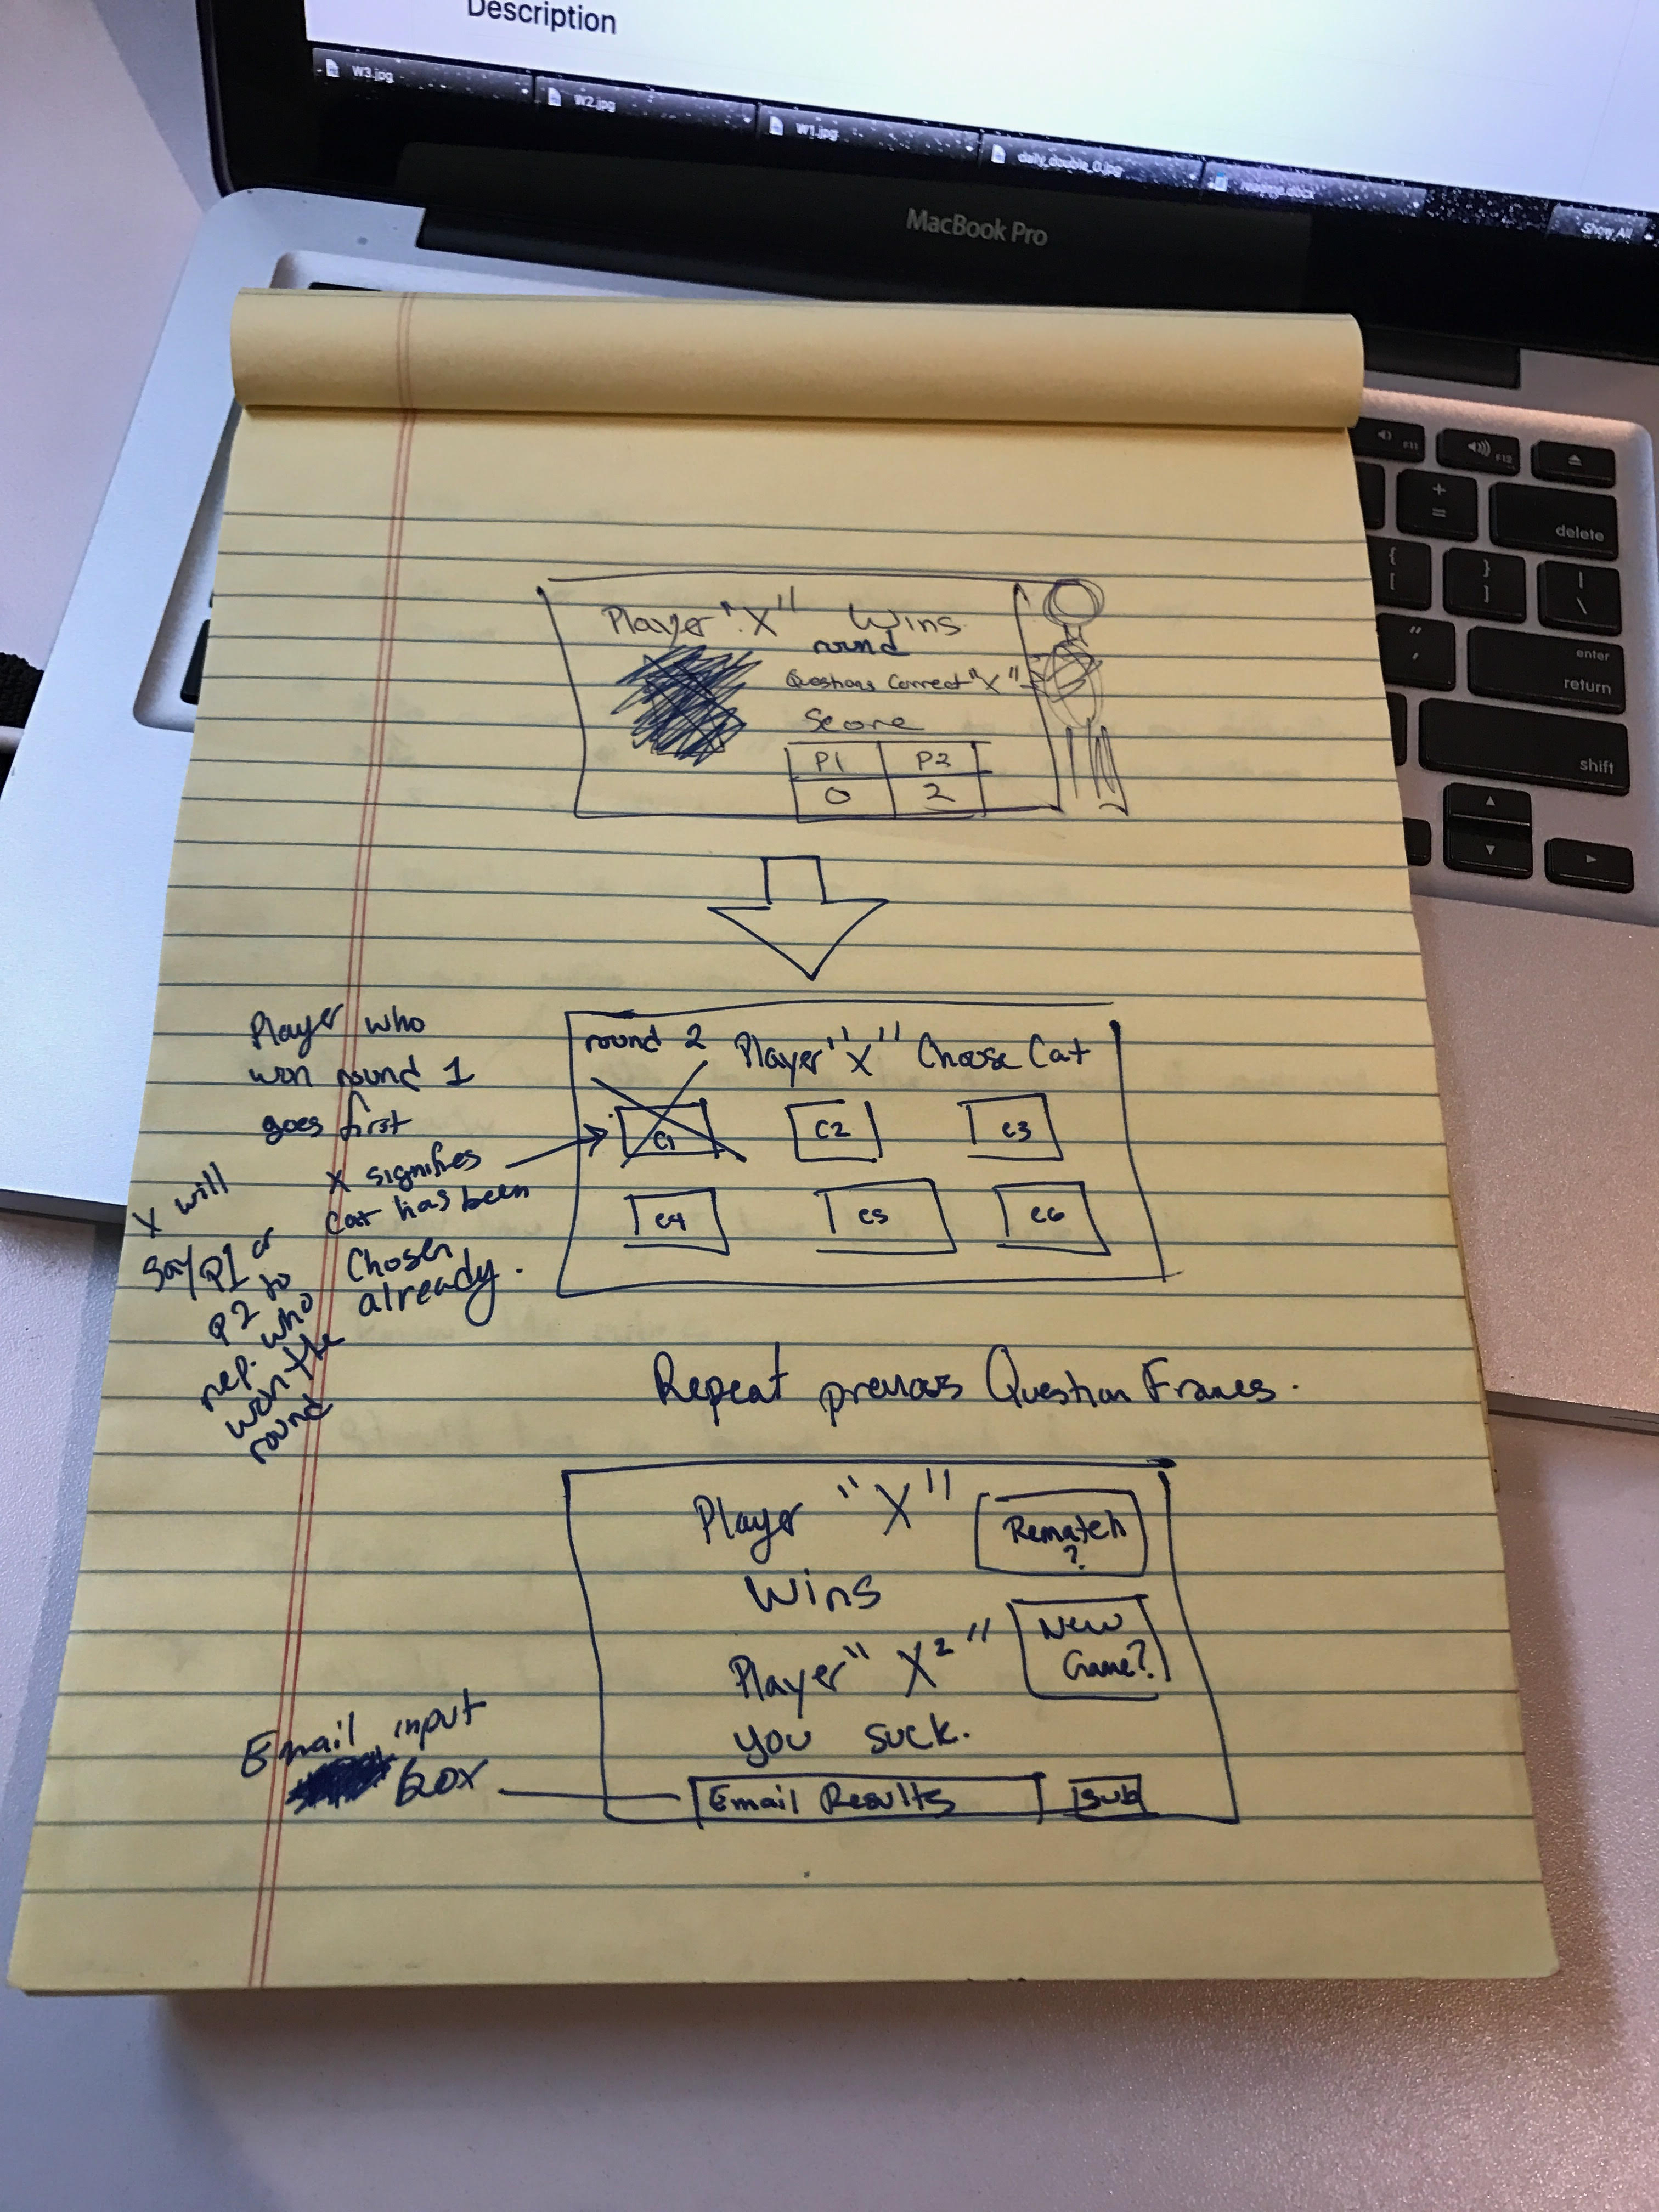 Description
W3.jpg
W2.jpg
W1.jpg
daily_double_0.jpg
readme.docx
Show All
MacBook Pro
F11
F12
+
=
delete
{
[
}
]
|
\
"
,
enter
return
shift
Player "X" Wins
round
Questions Correct "X"
Score
P1 P2
0 2
Player who
won round 1
goes first
X signifies
cat has been
chosen
already.
X will
say P1 or
P2 to
rep. who
won the
round
round 2 Player "X" Choose Cat
C1 C2 C3
C4 C5 C6
Repeat previous Question Frames.
Player "X"
Wins
Rematch
?
Player "X²"
you suck.
New
Game?
Email input
box
Email Results
sub